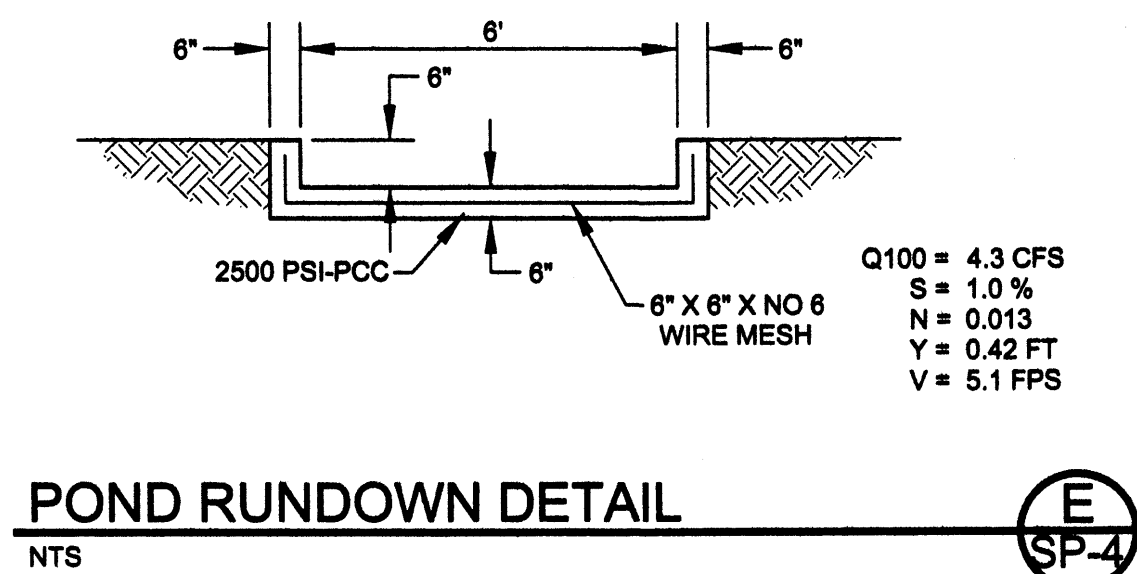 6" 6' 6"
6"
2500 PSI-PCC 6"
6" X 6" X NO 6
WIRE MESH
Q100 = 4.3 CFS
S = 1.0 %
N = 0.013
Y = 0.42 FT
V = 5.1 FPS
POND RUNDOWN DETAIL
NTS
E
SP-4